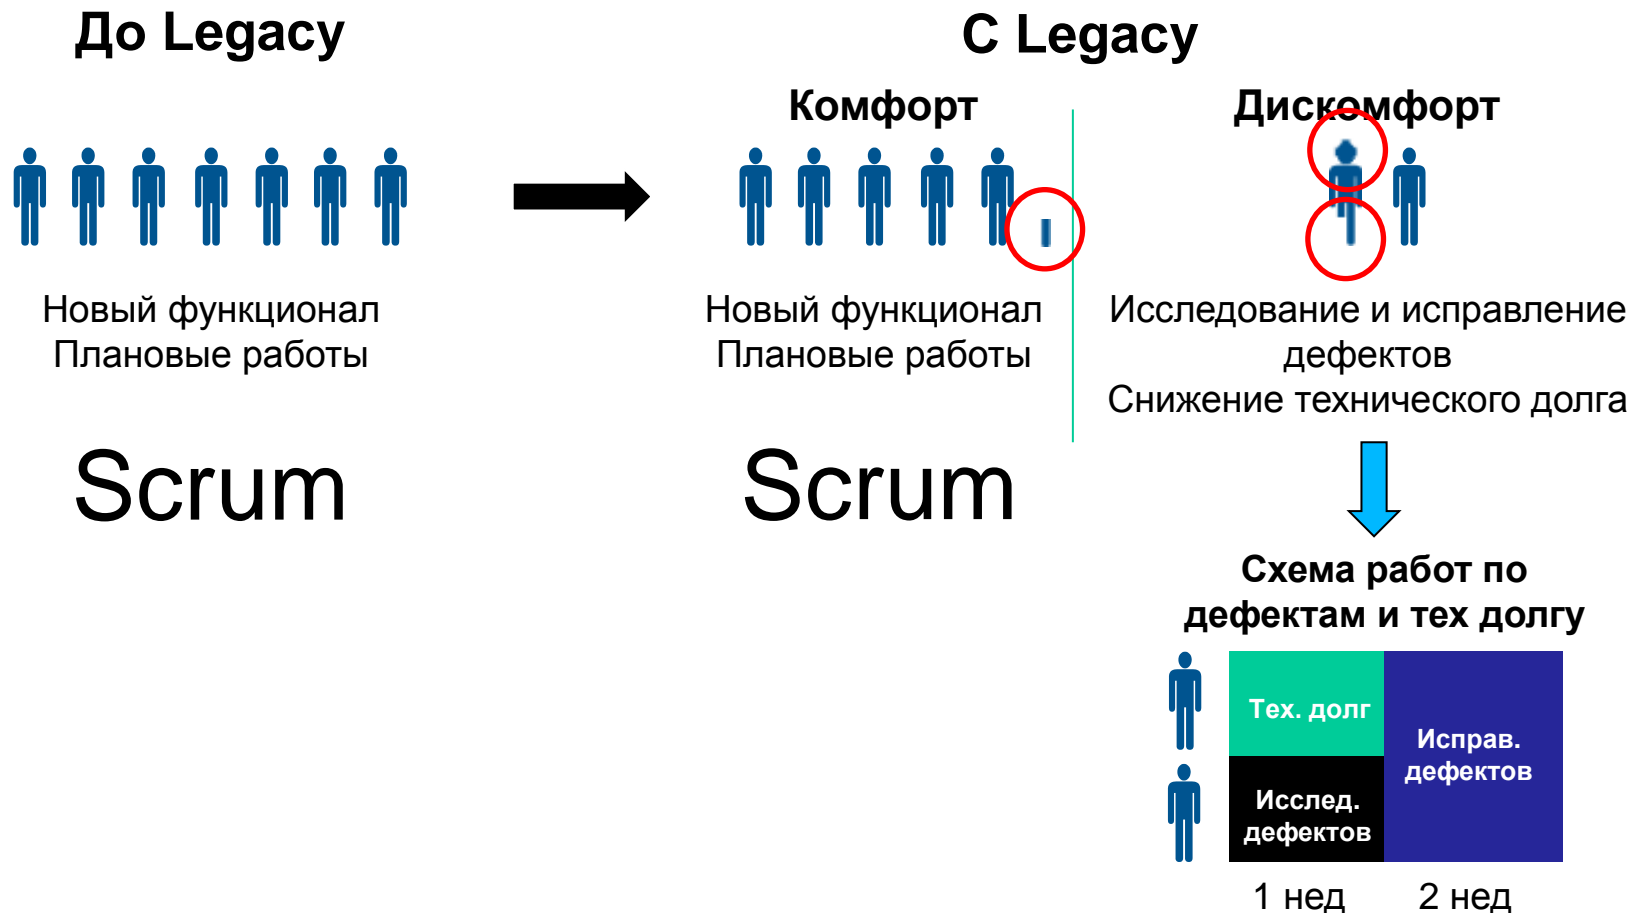 До Legacy
Новый функционал
Плановые работы
Scrum
С Legacy
Комфорт
Новый функционал
Плановые работы
Scrum
Дискомфорт
Исследование и исправление
дефектов
Снижение технического долга
Схема работ по
дефектам и тех долгу
Тех. долг
Исслед.
дефектов
Исправ.
дефектов
1 нед
2 нед